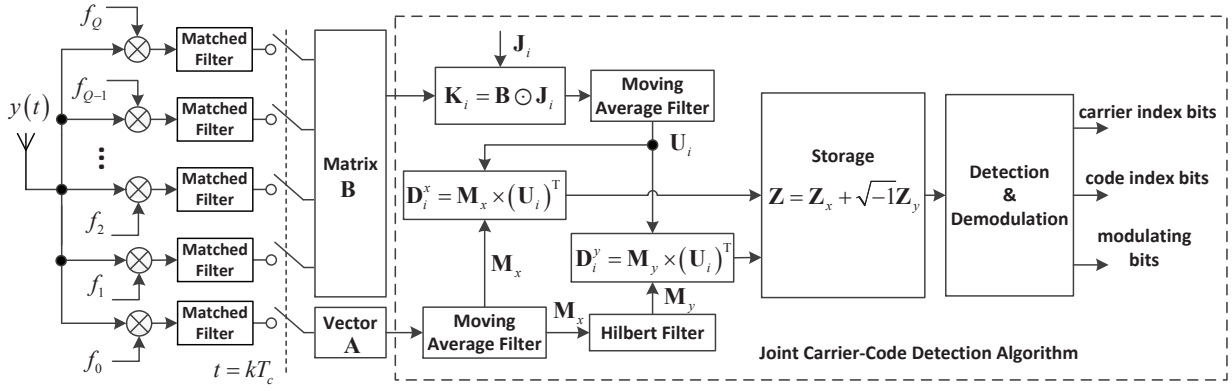 f_Q
Matched
Filter
f_{Q-1}
Matched
Filter
y(t)
...
Matched
Filter
f_2
Matched
Filter
f_1
Matched
Filter
f_0
t = kT_c
Matrix
B
Vector
A
J_i
K_i = B ⊙ J_i
Moving
Average Filter
U_i
D_i^x = M_x × (U_i)^T
D_i^y = M_y × (U_i)^T
M_x
M_y
Moving
Average Filter
M_x
Hilbert Filter
Storage
Z = Z_x + √-1 Z_y
Detection
&
Demodulation
carrier index bits
code index bits
modulating
bits
Joint Carrier-Code Detection Algorithm